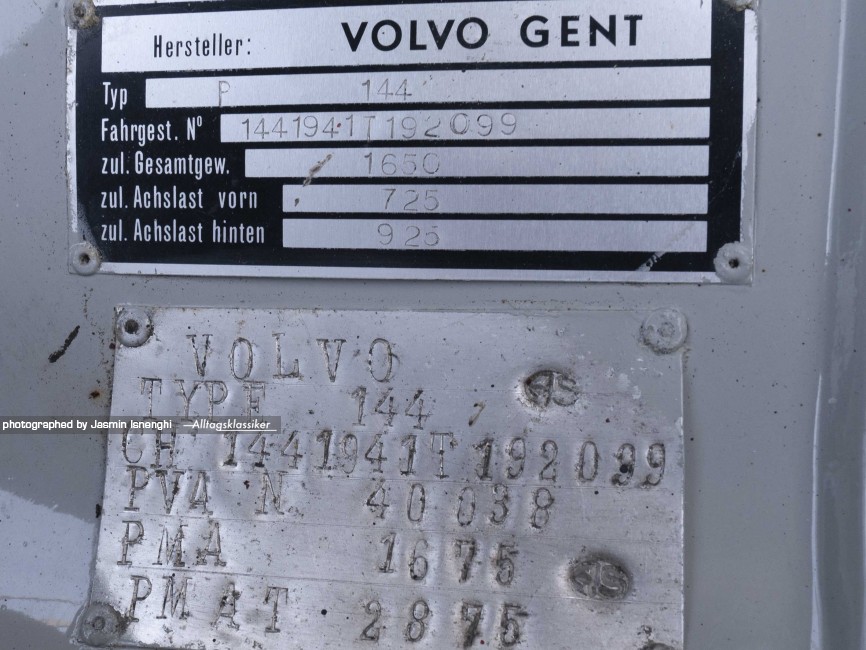 Hersteller: VOLVO GENT
Typ P 144
Fahrgest. Nº 1441941T192099
zul. Gesamtgew. 1650
zul. Achslast vorn 725
zul. Achslast hinten 925
VOLVO
TYPE 144
photographed by Jasmin Isnenghi —Alltagsklassiker
CH 1441941T192099
PVA N. 40038
PMA 1675
PMAT 2875